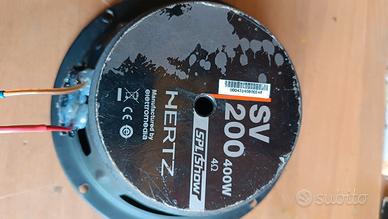 SV
200
400W
4Ω
SPL/Show
HERTZ
Manufactured by
elettromedia
subito